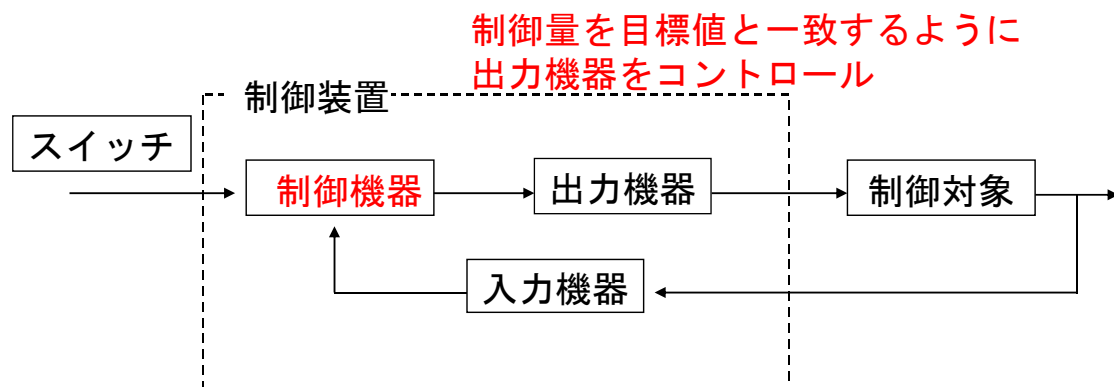 制御量を目標値と一致するように
出力機器をコントロール
制御装置
スイッチ
制御機器
出力機器
制御対象
入力機器